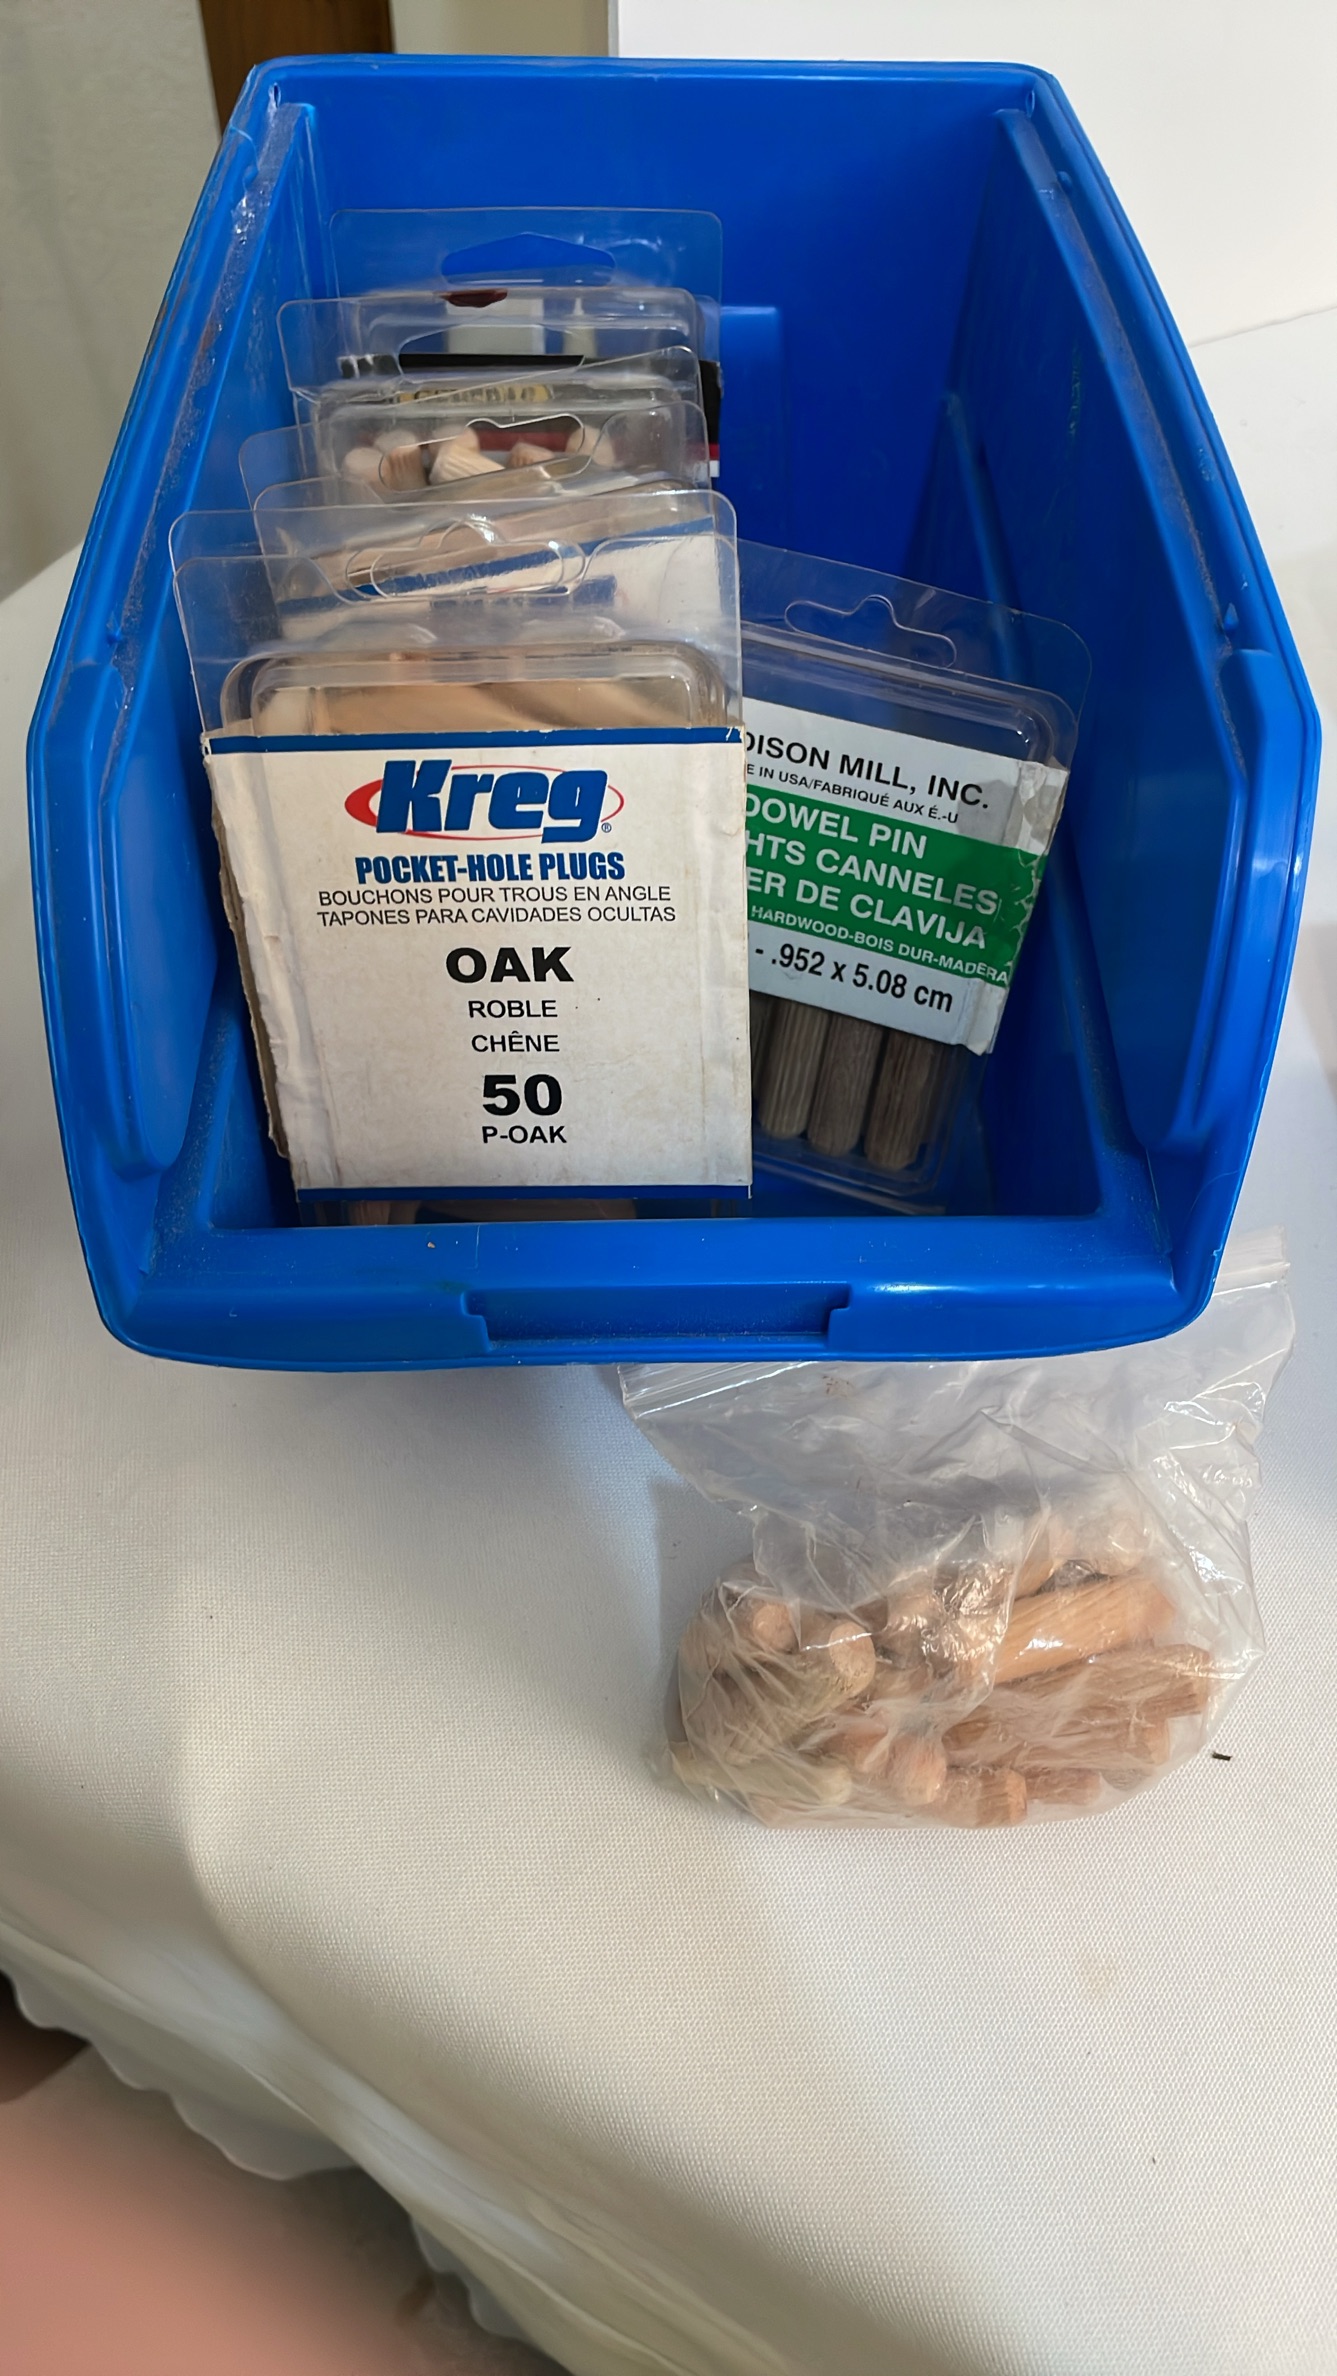 Kreg®
POCKET-HOLE PLUGS
BOUCHONS POUR TROUS EN ANGLE
TAPONES PARA CAVIDADES OCULTAS
OAK
ROBLE
CHÊNE
50
P-OAK
DISON MILL, INC.
E IN USA/FABRIQUÉ AUX É.-U
DOWEL PIN
HTS CANNELES
ER DE CLAVIJA
HARDWOOD-BOIS DUR-MADERA
- .952 x 5.08 cm